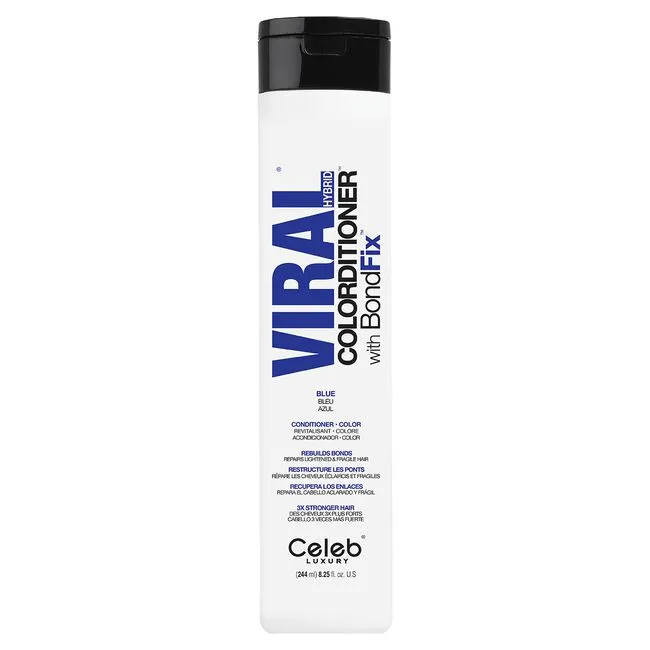 VIRAL®
HYBRID
COLORDITIONER™
with BondFix™
BLUE
BLEU
AZUL
CONDITIONER • COLOR
REVITALISANT • COLORE
ACONDICIONADOR • COLOR
REBUILDS BONDS
REPAIRS LIGHTENED & FRAGILE HAIR
RESTRUCTURE LES PONTS
RÉPARE LES CHEVEUX ÉCLAIRCIS ET FRAGILES
RECUPERA LOS ENLACES
REPARA EL CABELLO ACLARADO Y FRÁGIL
3X STRONGER HAIR
DES CHEVEUX 3X PLUS FORTS
CABELLO 3 VECES MAS FUERTE
Celeb®
LUXURY
(244 ml) 8.25 fl. oz. U.S